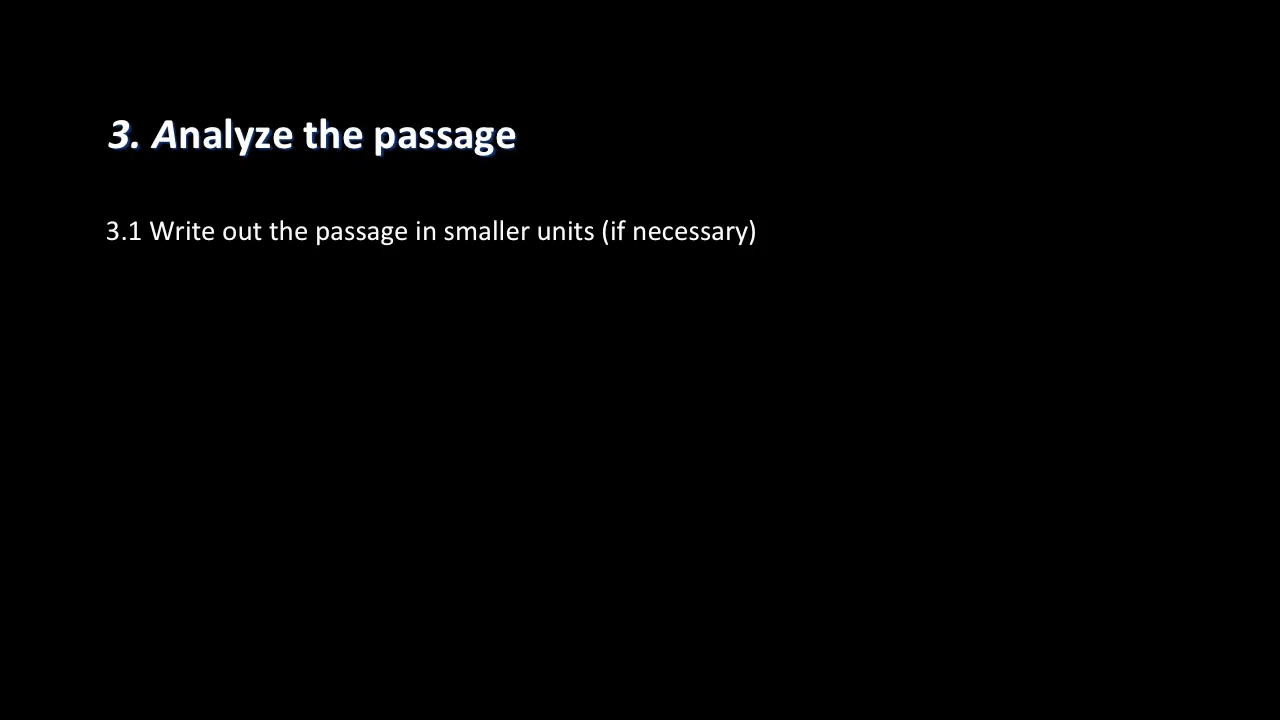 3. Analyze the passage
3.1 Write out the passage in smaller units (if necessary)